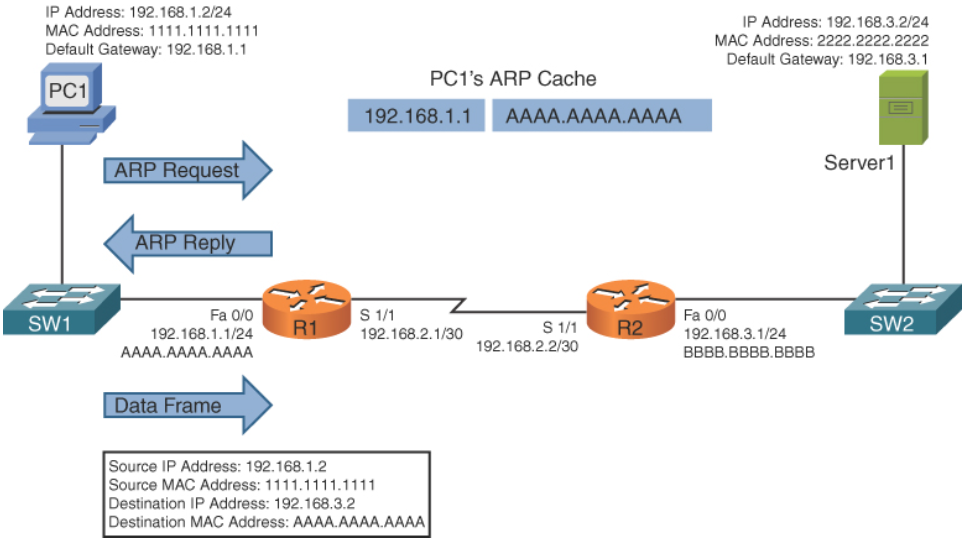 IP Address: 192.168.1.2/24
MAC Address: 1111.1111.1111
Default Gateway: 192.168.1.1
IP Address: 192.168.3.2/24
MAC Address: 2222.2222.2222
Default Gateway: 192.168.3.1
PC1
PC1's ARP Cache
192.168.1.1 AAAA.AAAA.AAAA
Server1
ARP Request
ARP Reply
SW1
Fa 0/0
192.168.1.1/24
AAAA.AAAA.AAAA
R1
S 1/1
192.168.2.1/30
S 1/1
192.168.2.2/30
R2
Fa 0/0
192.168.3.1/24
BBBB.BBBB.BBBB
SW2
Data Frame
Source IP Address: 192.168.1.2
Source MAC Address: 1111.1111.1111
Destination IP Address: 192.168.3.2
Destination MAC Address: AAAA.AAAA.AAAA